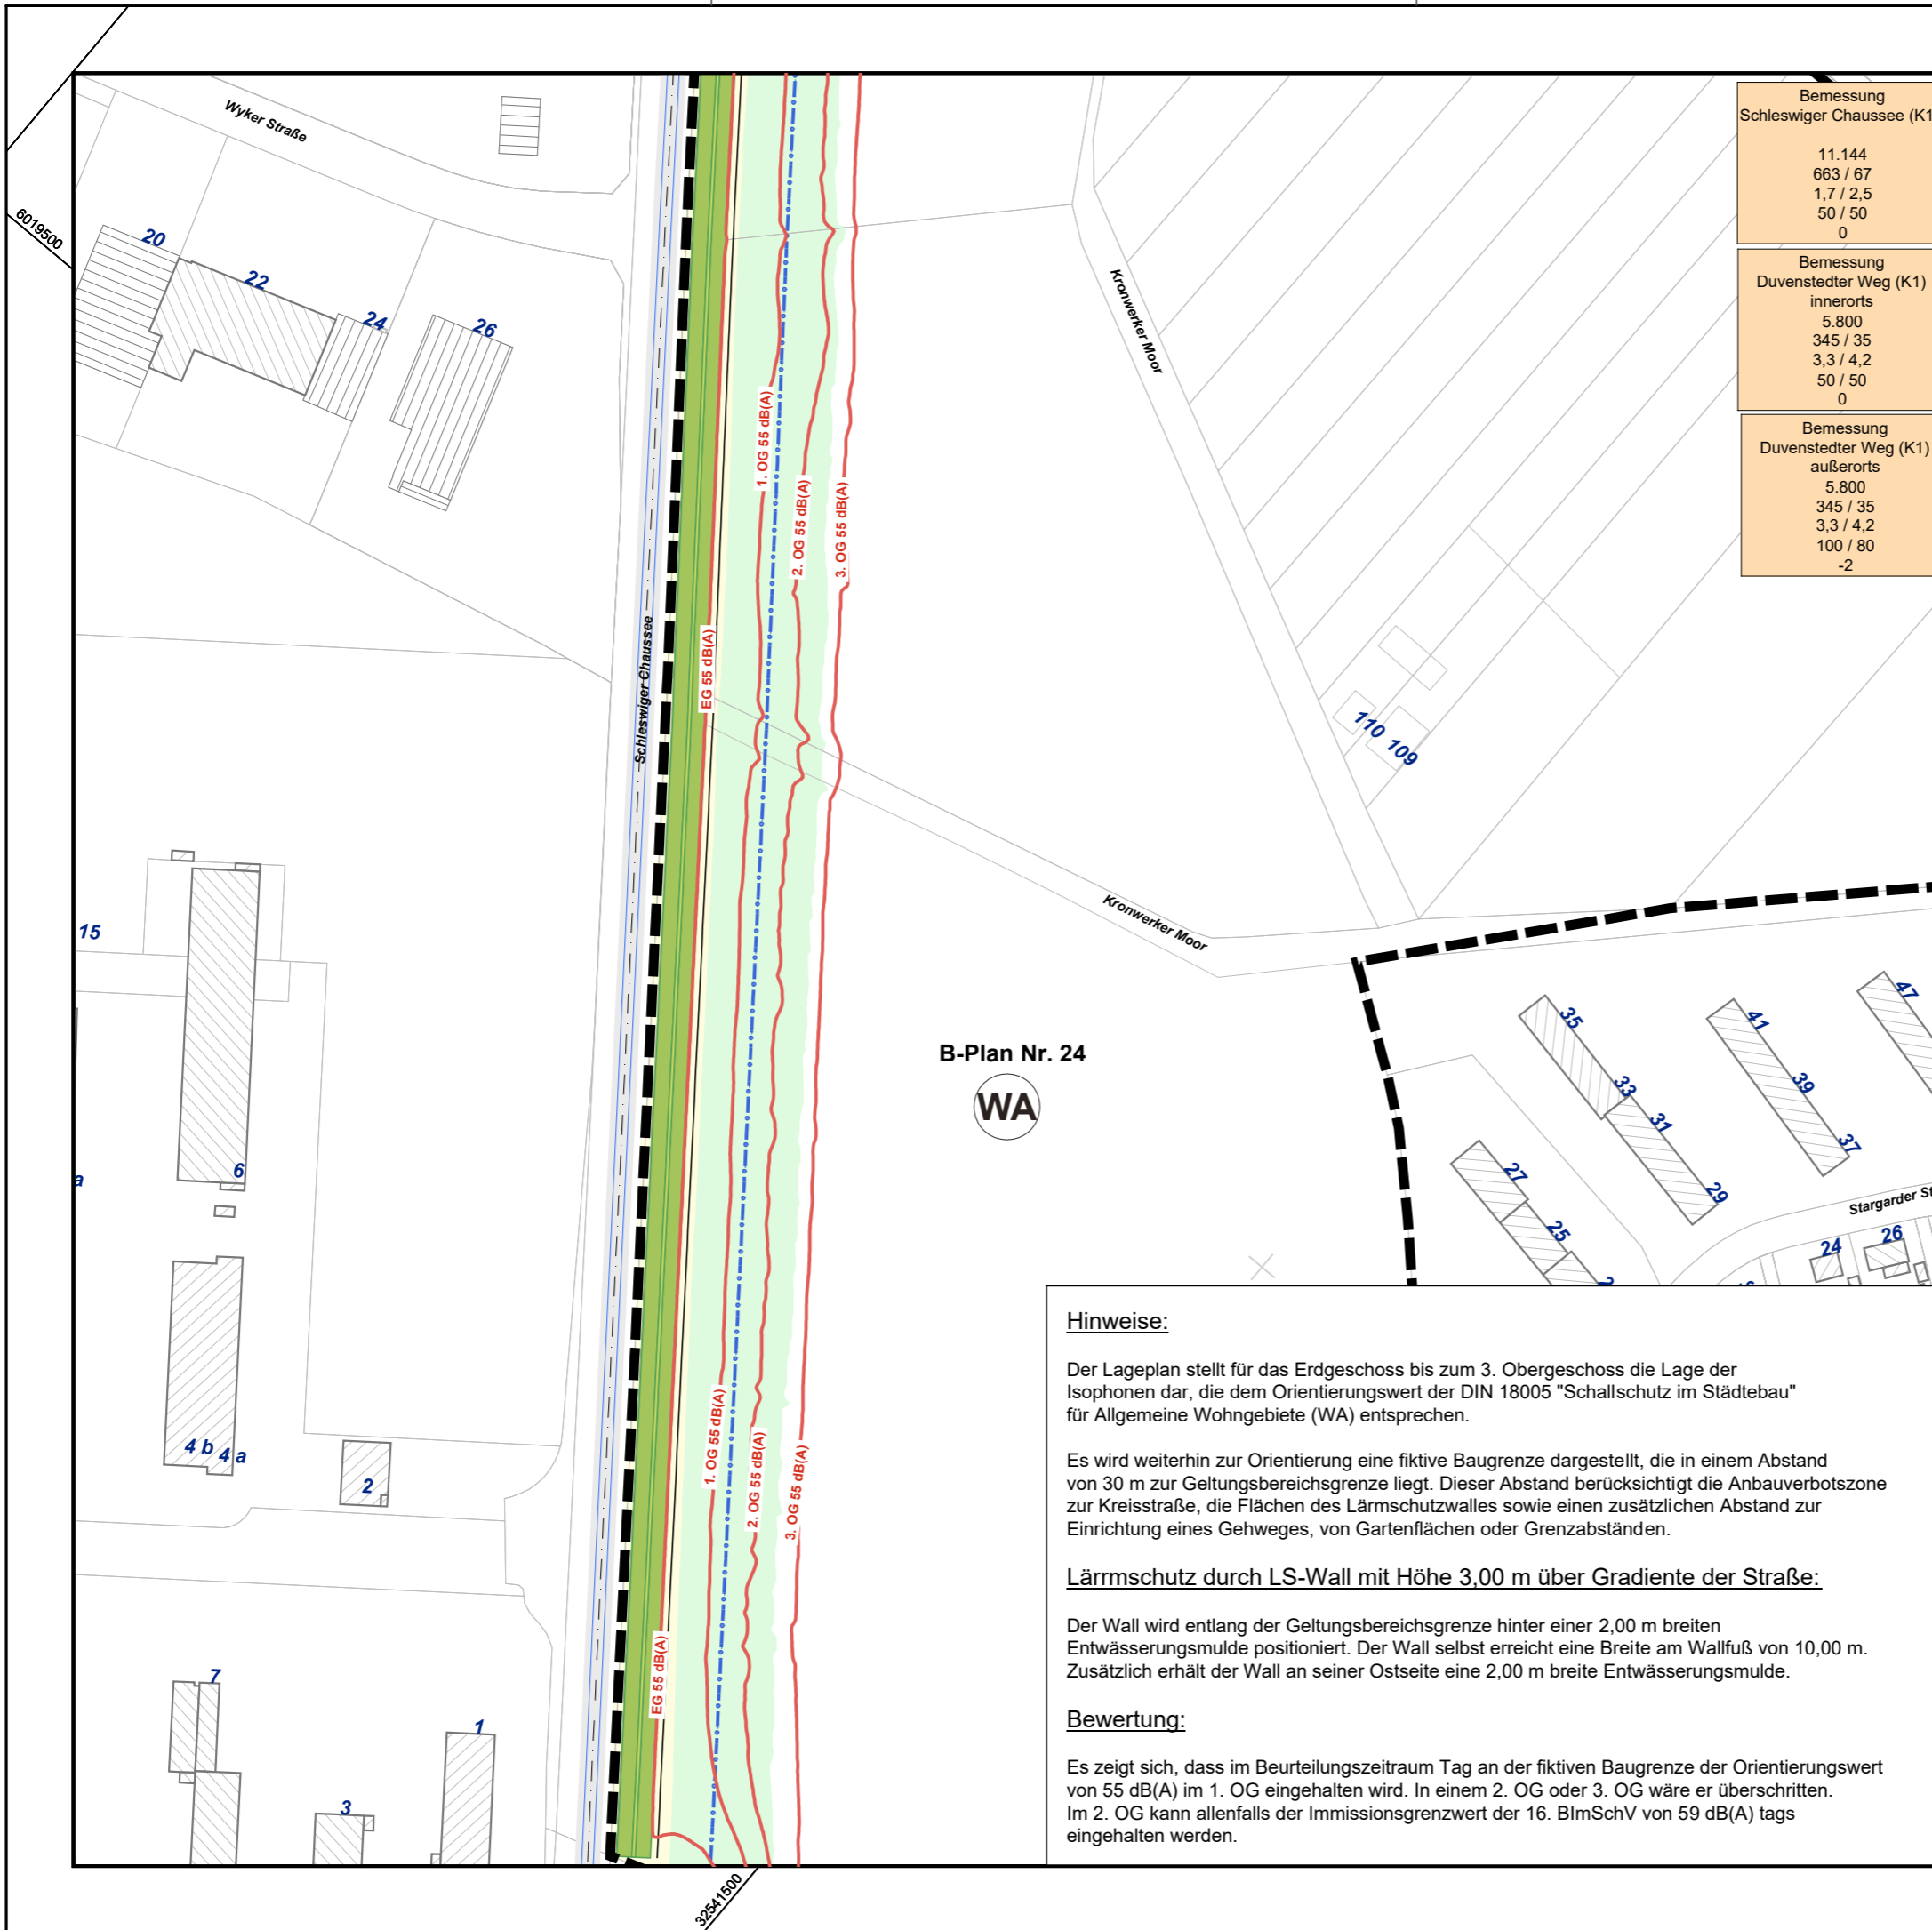 Wyker Straße
6019500
20
22
24
26
Schleswiger Chaussee
1. OG 55 dB(A)
2. OG 55 dB(A)
3. OG 55 dB(A)
EG 55 dB(A)
Kronwerker Moor
110 109
Bemessung
Schleswiger Chaussee (K1
11.144
663 / 67
1,7 / 2,5
50 / 50
0
Bemessung
Duvenstedter Weg (K1)
innerorts
5.800
345 / 35
3,3 / 4,2
50 / 50
0
Bemessung
Duvenstedter Weg (K1)
außerorts
5.800
345 / 35
3,3 / 4,2
100 / 80
-2
Kronwerker Moor
15
a
6
4 b 4 a
2
7
1
3
B-Plan Nr. 24
WA
35
33
31
29
41
39
37
47
27
25
2
Stargarder St
24
26
1. OG 55 dB(A)
2. OG 55 dB(A)
3. OG 55 dB(A)
EG 55 dB(A)
Hinweise:
Der Lageplan stellt für das Erdgeschoss bis zum 3. Obergeschoss die Lage der
Isophonen dar, die dem Orientierungswert der DIN 18005 "Schallschutz im Städtebau"
für Allgemeine Wohngebiete (WA) entsprechen.
Es wird weiterhin zur Orientierung eine fiktive Baugrenze dargestellt, die in einem Abstand
von 30 m zur Geltungsbereichsgrenze liegt. Dieser Abstand berücksichtigt die Anbauverbotszone
zur Kreisstraße, die Flächen des Lärmschutzwalles sowie einen zusätzlichen Abstand zur
Einrichtung eines Gehweges, von Gartenflächen oder Grenzabständen.
Lärrmschutz durch LS-Wall mit Höhe 3,00 m über Gradiente der Straße:
Der Wall wird entlang der Geltungsbereichsgrenze hinter einer 2,00 m breiten
Entwässerungsmulde positioniert. Der Wall selbst erreicht eine Breite am Wallfuß von 10,00 m.
Zusätzlich erhält der Wall an seiner Ostseite eine 2,00 m breite Entwässerungsmulde.
Bewertung:
Es zeigt sich, dass im Beurteilungszeitraum Tag an der fiktiven Baugrenze der Orientierungswert
von 55 dB(A) im 1. OG eingehalten wird. In einem 2. OG oder 3. OG wäre er überschritten.
Im 2. OG kann allenfalls der Immissionsgrenzwert der 16. BImSchV von 59 dB(A) tags
eingehalten werden.
32541500